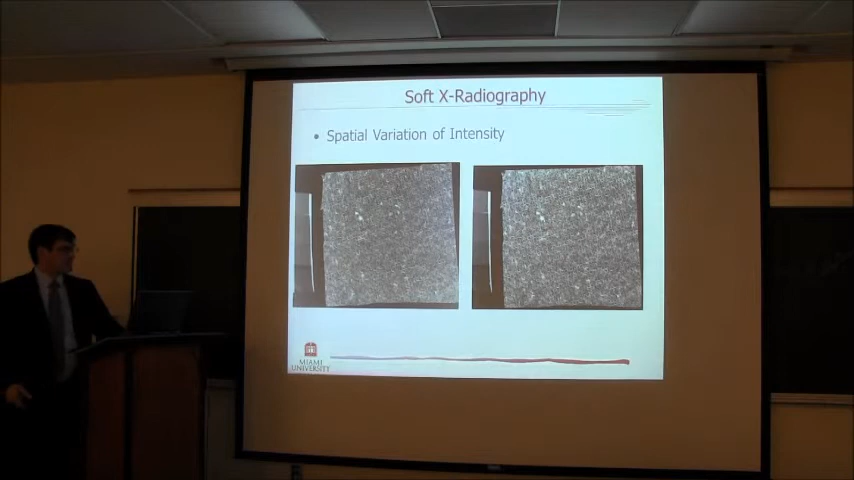 Soft X-Radiography
• Spatial Variation of Intensity
MIAMI
UNIVERSITY